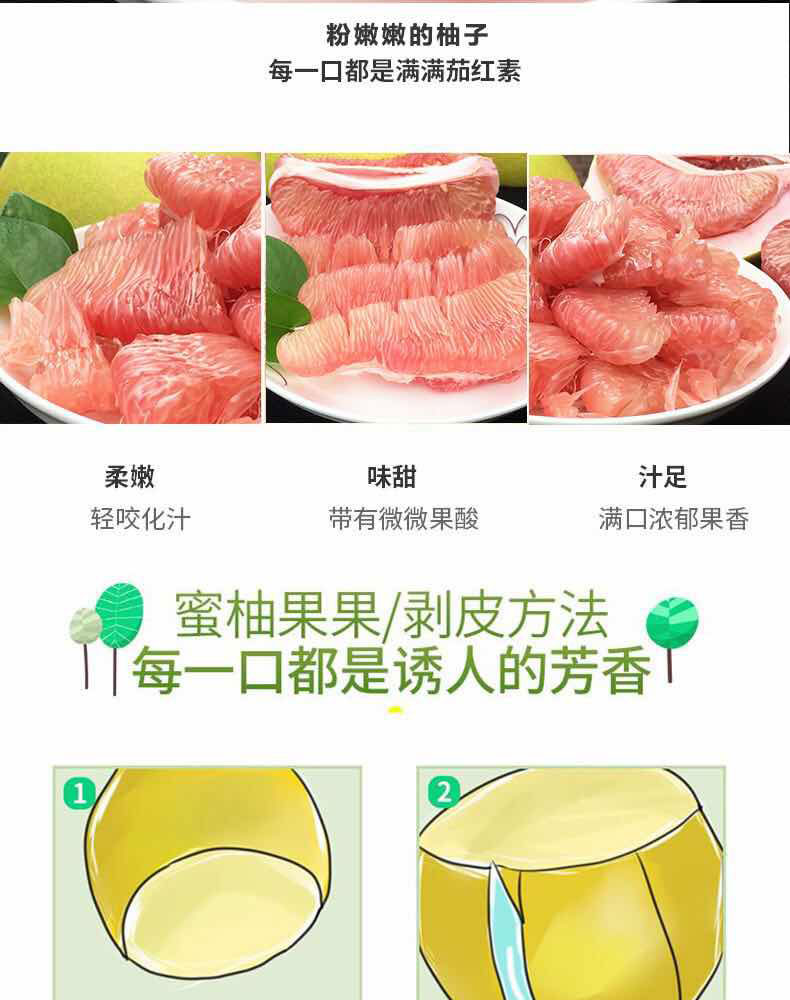 粉嫩嫩的柚子
每一口都是满满茄红素
柔嫩
味甜
汁足
轻咬化汁
带有微微果酸
满口浓郁果香
蜜柚果果/剥皮方法
每一口都是诱人的芳香
1
2